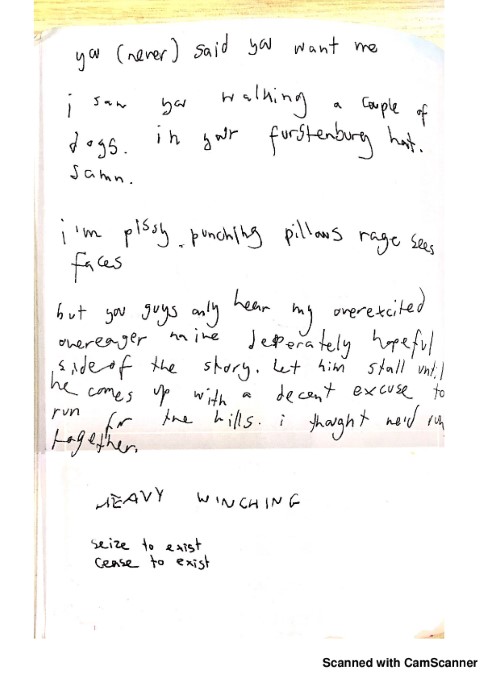 you (never) said you want me
i saw you walking a couple of
dogs. in your furstenburg hat.
damn.
i'm pissy. punching pillows rage sees
faces
but you guys only hear my overexcited
overeager naive desperately hopeful
side of the story. let him stall until
he comes up with a decent excuse to
run for the hills. i thought we'd run
together.
HEAVY WINCHING
seize to exist
cease to exist
Scanned with CamScanner